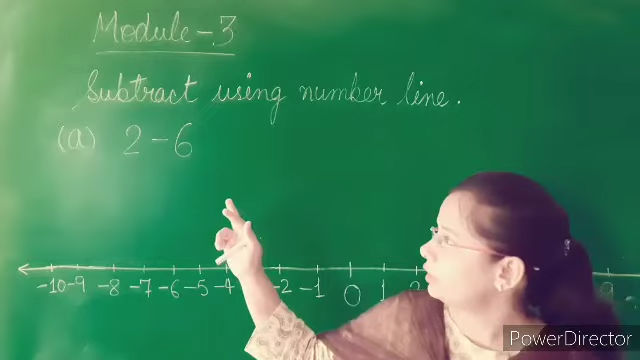 Module-3
Subtract using number line.
(a) 2-6
-10 -9 -8 -7 -6 -5 -4 -2 -1 0 1 9
PowerDirector